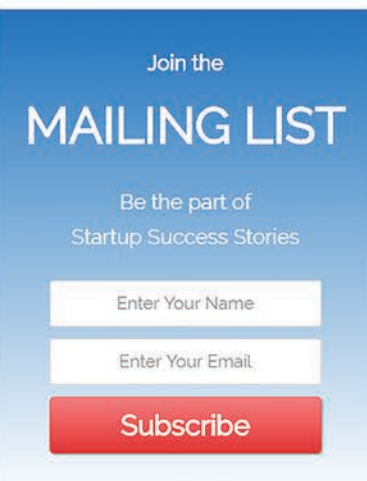 Join the
MAILING LIST
Be the part of
Startup Success Stories
Enter Your Name
Enter Your Email
Subscribe